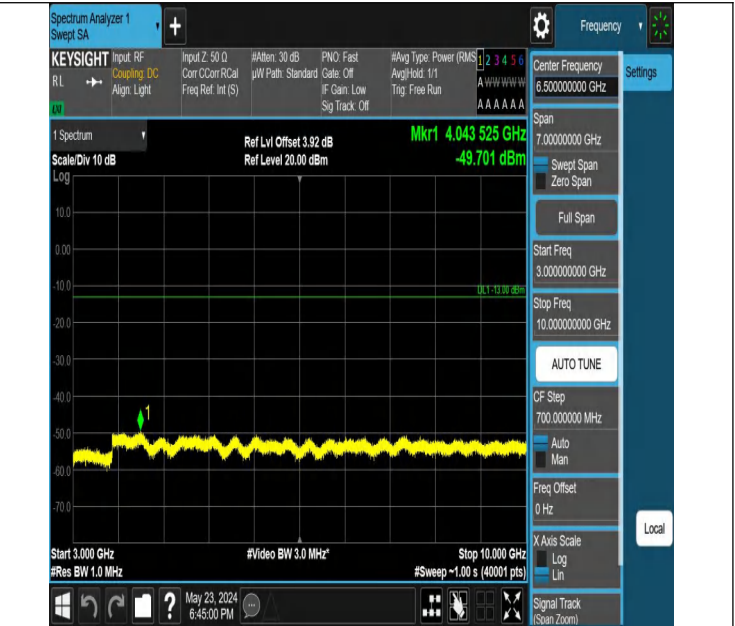 Spectrum Analyzer 1
Swept SA
+
Frequency
KEYSIGHT
RL
Input: RF
Coupling: DC
Align: Light
Input Z: 50 Ω
Corr CCorr RCal
Freq Ref: Int (S)
#Atten: 30 dB
µW Path: Standard
PNO: Fast
Gate: Off
IF Gain: Low
Sig Track: Off
#Avg Type: Power (RMS
Avg|Hold: 1/1
Trig: Free Run
1 2 3 4 5 6
A W W W W W
A A A A A A
1 Spectrum
Scale/Div 10 dB
Ref Lvl Offset 3.92 dB
Ref Level 20.00 dBm
Mkr1 4.043 525 GHz
-49.701 dBm
Log
10.0
0.00
-10.0
DL1 -13.00 dBm
-20.0
-30.0
-40.0
1
-50.0
-60.0
-70.0
Start 3.000 GHz
#Video BW 3.0 MHz*
Stop 10.000 GHz
#Res BW 1.0 MHz
#Sweep ~1.00 s (40001 pts)
?
May 23, 2024
6:45:00 PM
Center Frequency
6.500000000 GHz
Settings
Span
7.00000000 GHz
Swept Span
Zero Span
Full Span
Start Freq
3.000000000 GHz
Stop Freq
10.000000000 GHz
AUTO TUNE
CF Step
700.000000 MHz
Auto
Man
Freq Offset
0 Hz
X Axis Scale
Log
Lin
Local
Signal Track
(Span Zoom)